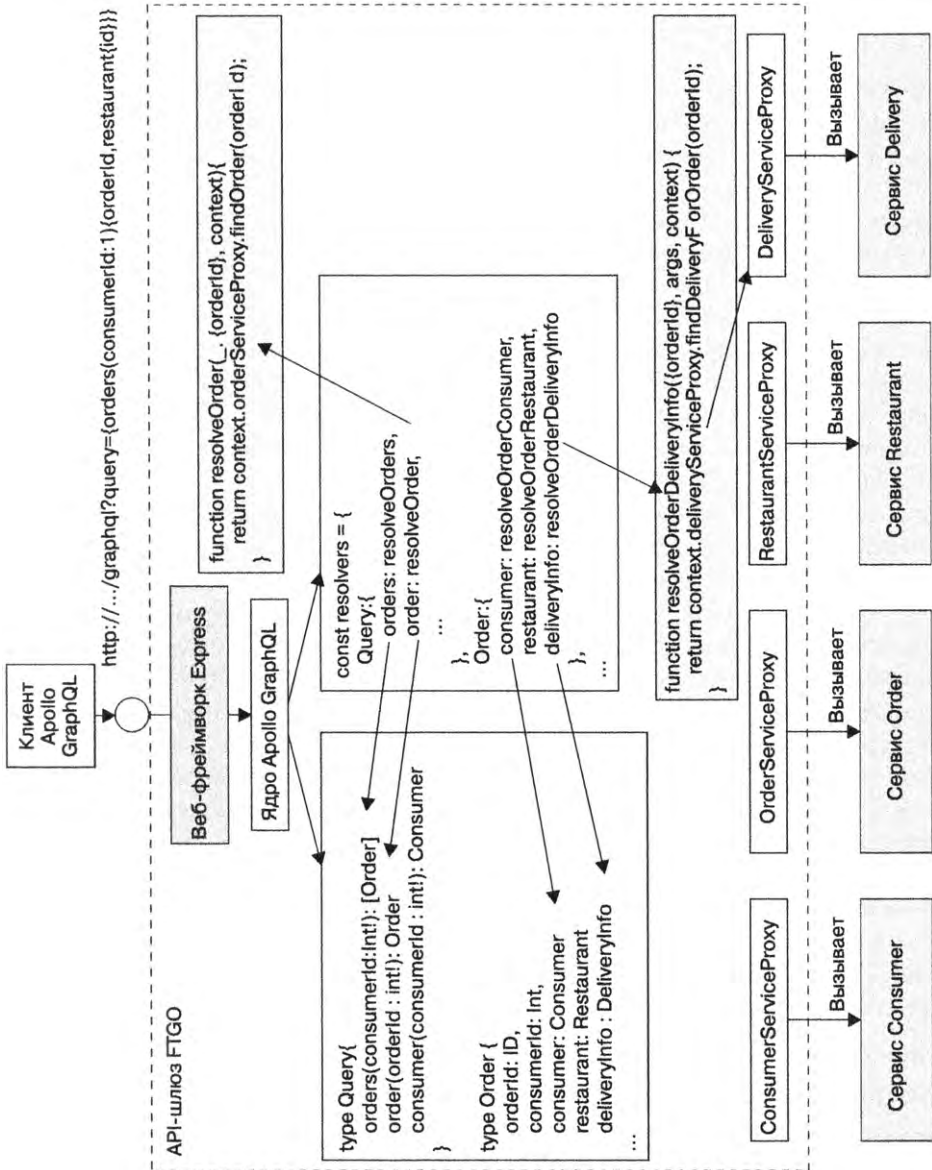 Клиент
Apollo
GraphQL
http://.../graphql?query={orders(consumerId:1){orderId,restaurant{id}}}
API-шлюз FTGO
Веб-фреймворк Express
Ядро Apollo GraphQL
function resolveOrder(_, {orderId}, context){
return context.orderServiceProxy.findOrder(orderI d);
}
type Query{
orders(consumerId:Int!): [Order]
order(orderId : int!): Order
consumer(consumerId : int!): Consumer
}
type Order {
orderId: ID,
consumerId: Int,
consumer: Consumer
restaurant: Restaurant
deliveryInfo : DeliveryInfo
...
const resolvers = {
Query:{
orders: resolveOrders,
order: resolveOrder,
...
},
Order:{
consumer: resolveOrderConsumer,
restaurant: resolveOrderRestaurant,
deliveryInfo: resolveOrderDeliveryInfo
},
...
function resolveOrderDeliveryInfo({orderId}, args, context) {
return context.deliveryServiceProxy.findDeliveryF orOrder(orderId);
}
ConsumerServiceProxy
OrderServiceProxy
RestaurantServiceProxy
DeliveryServiceProxy
Вызывает
Вызывает
Вызывает
Вызывает
Сервис Consumer
Сервис Order
Сервис Restaurant
Сервис Delivery